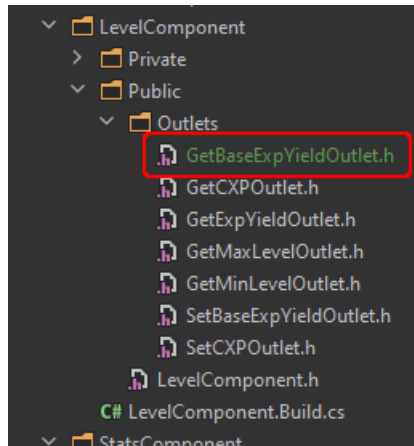 LevelComponent
Private
Public
Outlets
.h GetBaseExpYieldOutlet.h
.h GetCXPOutlet.h
.h GetExpYieldOutlet.h
.h GetMaxLevelOutlet.h
.h GetMinLevelOutlet.h
.h SetBaseExpYieldOutlet.h
.h SetCXPOutlet.h
.h LevelComponent.h
C# LevelComponent.Build.cs
StatsComponent